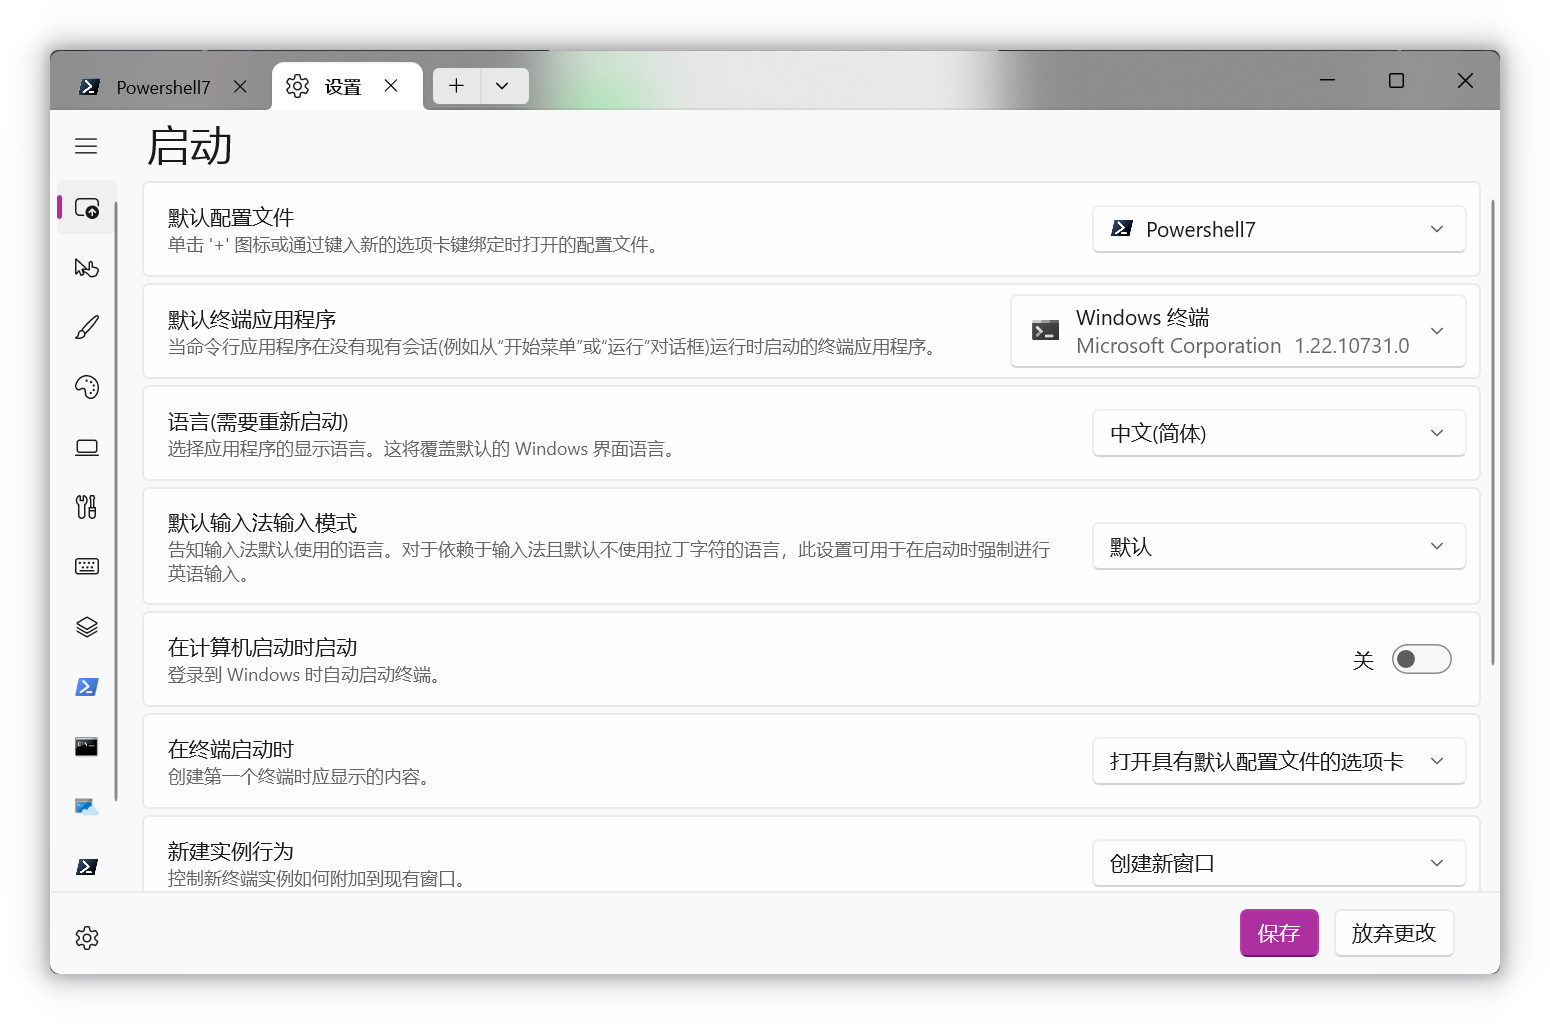 Powershell7
设置
启动
默认配置文件
单击 '+' 图标或通过键入新的选项卡键绑定时打开的配置文件。
Powershell7
默认终端应用程序
当命令行应用程序在没有现有会话(例如从“开始菜单”或“运行”对话框)运行时启动的终端应用程序。
Windows 终端
Microsoft Corporation 1.22.10731.0
语言(需要重新启动)
选择应用程序的显示语言。这将覆盖默认的 Windows 界面语言。
中文(简体)
默认输入法输入模式
告知输入法默认使用的语言。对于依赖于输入法且默认不使用拉丁字符的语言，此设置可用于在启动时强制进行
英语输入。
默认
在计算机启动时启动
登录到 Windows 时自动启动终端。
关
在终端启动时
创建第一个终端时应显示的内容。
打开具有默认配置文件的选项卡
新建实例行为
控制新终端实例如何附加到现有窗口。
创建新窗口
保存
放弃更改